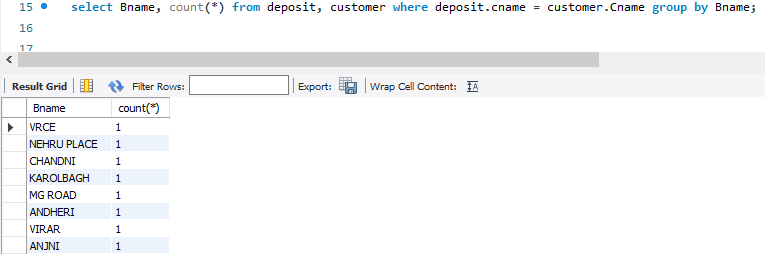 15 select Bname, count(*) from deposit, customer where deposit.cname = customer.Cname group by Bname;
16
17
Result Grid Filter Rows: Export: Wrap Cell Content:
Bname count(*)
VRCE 1
NEHRU PLACE 1
CHANDNI 1
KAROLBAGH 1
MG ROAD 1
ANDHERI 1
VIRAR 1
ANJNI 1